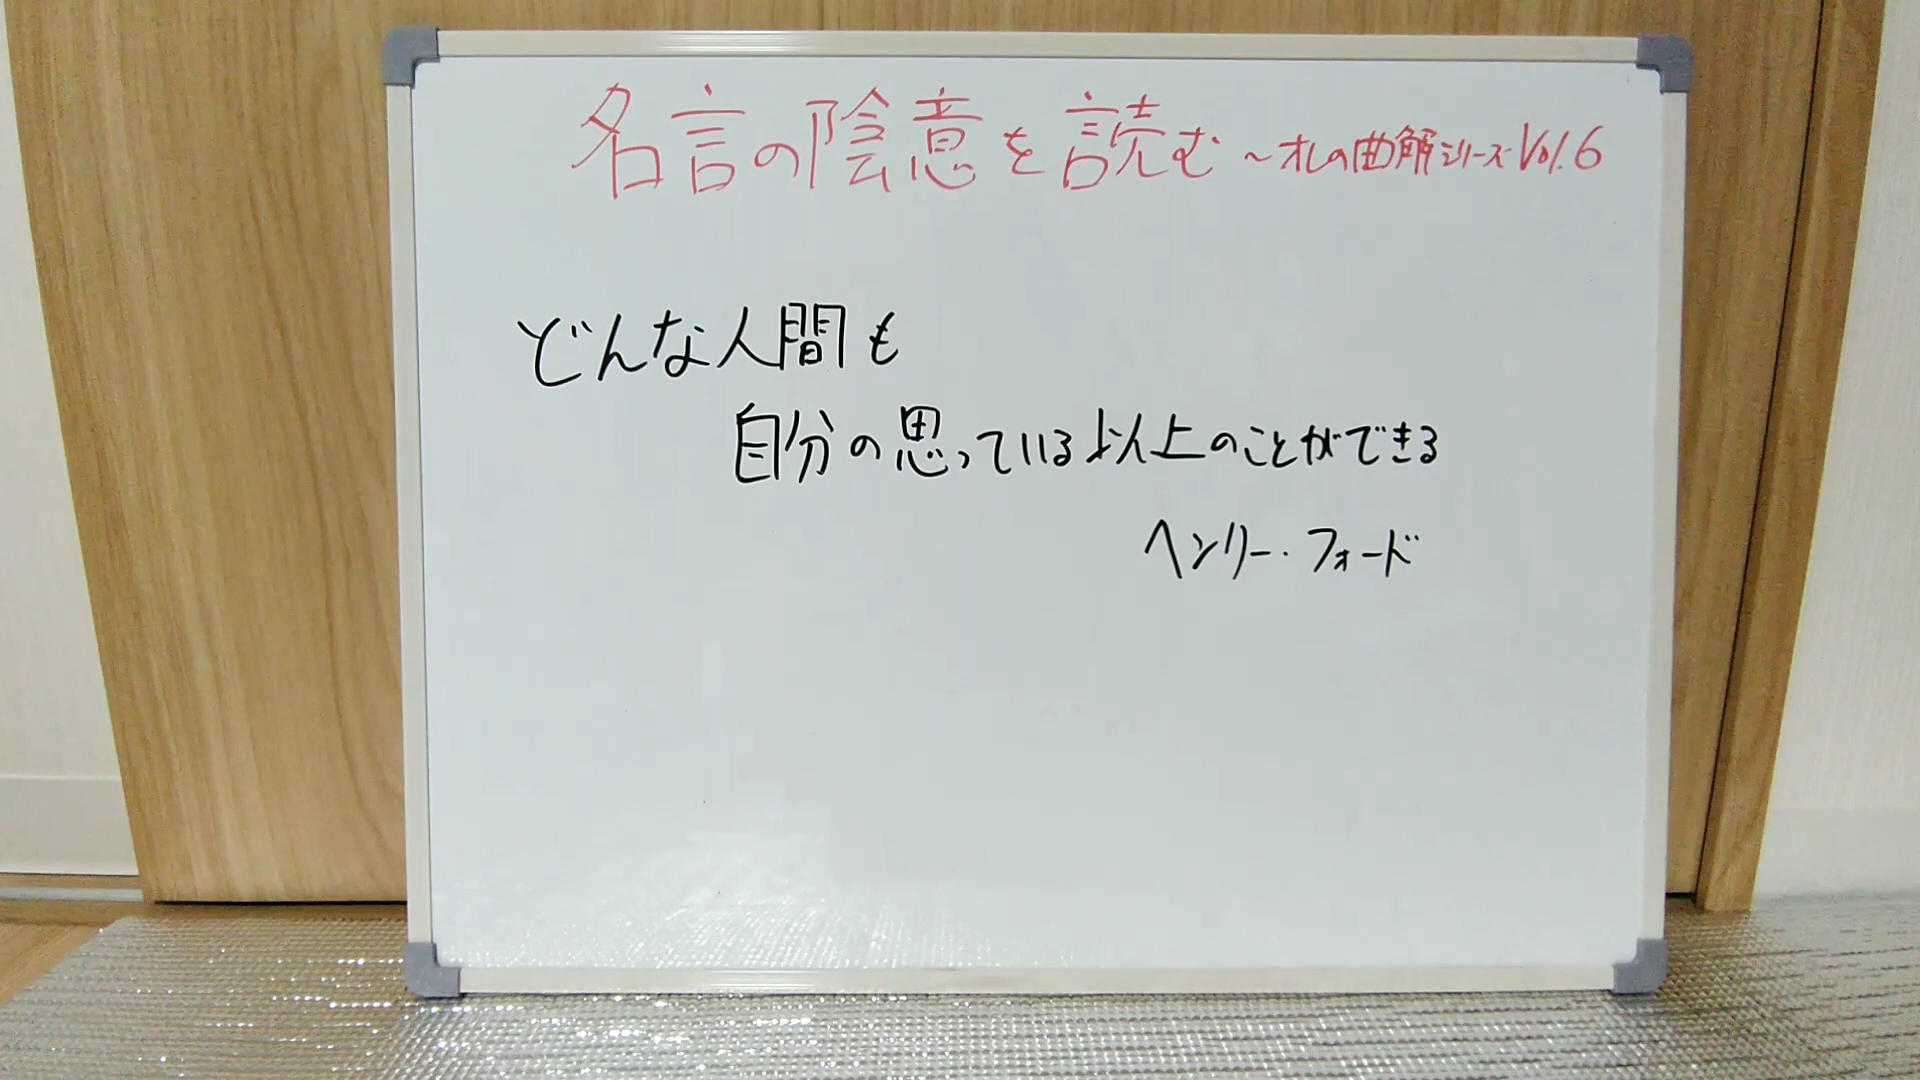 名言の陰意を読む~オレの曲解シリーズVol.6
どんな人間も
自分の思っている以上のことができる
ヘンリー・フォード